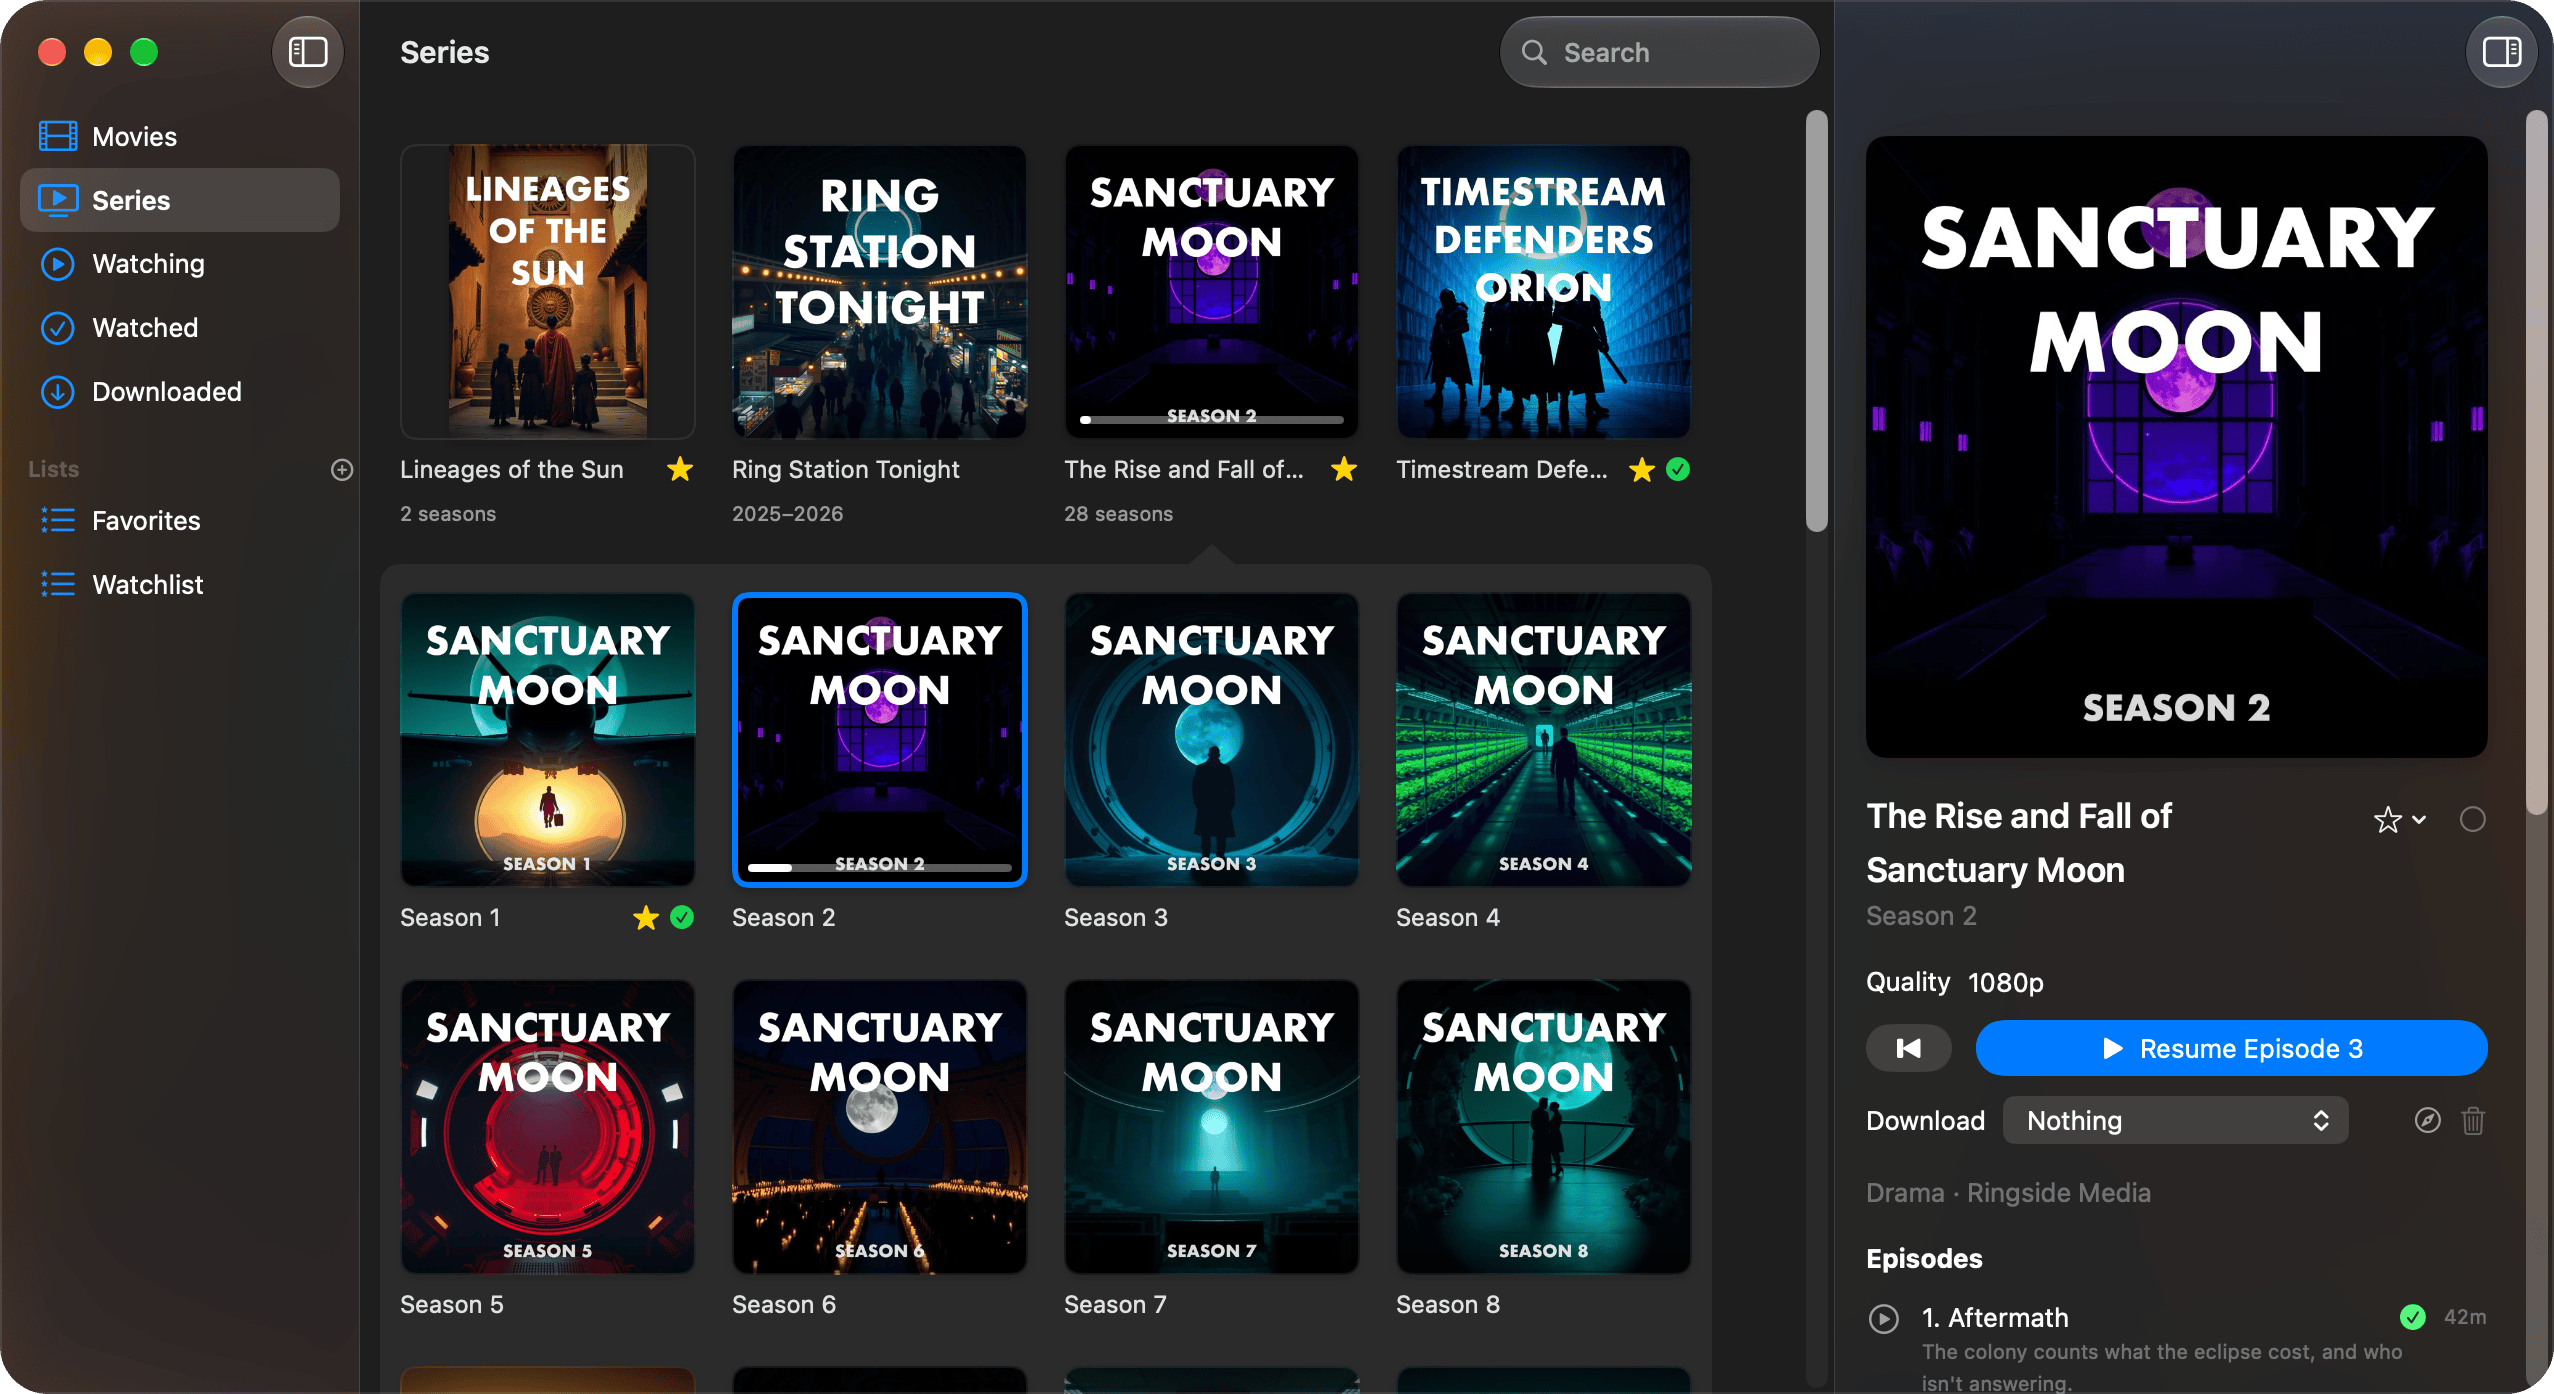 Series
Search
Movies
Series
Watching
Watched
Downloaded
Lists
Favorites
Watchlist
LINEAGES
OF THE
SUN
Lineages of the Sun
2 seasons
RING
STATION
TONIGHT
Ring Station Tonight
2025–2026
SANCTUARY
MOON
SEASON 2
The Rise and Fall of...
28 seasons
TIMESTREAM
DEFENDERS
ORION
Timestream Defe...
SANCTUARY
MOON
SEASON 1
Season 1
SANCTUARY
MOON
SEASON 2
Season 2
SANCTUARY
MOON
SEASON 3
Season 3
SANCTUARY
MOON
SEASON 4
Season 4
SANCTUARY
MOON
SEASON 5
Season 5
SANCTUARY
MOON
SEASON 6
Season 6
SANCTUARY
MOON
SEASON 7
Season 7
SANCTUARY
MOON
SEASON 8
Season 8
SANCTUARY
MOON
SEASON 2
The Rise and Fall of
Sanctuary Moon
Season 2
Quality 1080p
Resume Episode 3
Download Nothing
Drama · Ringside Media
Episodes
1. Aftermath 42m
The colony counts what the eclipse cost, and who
isn't answering.